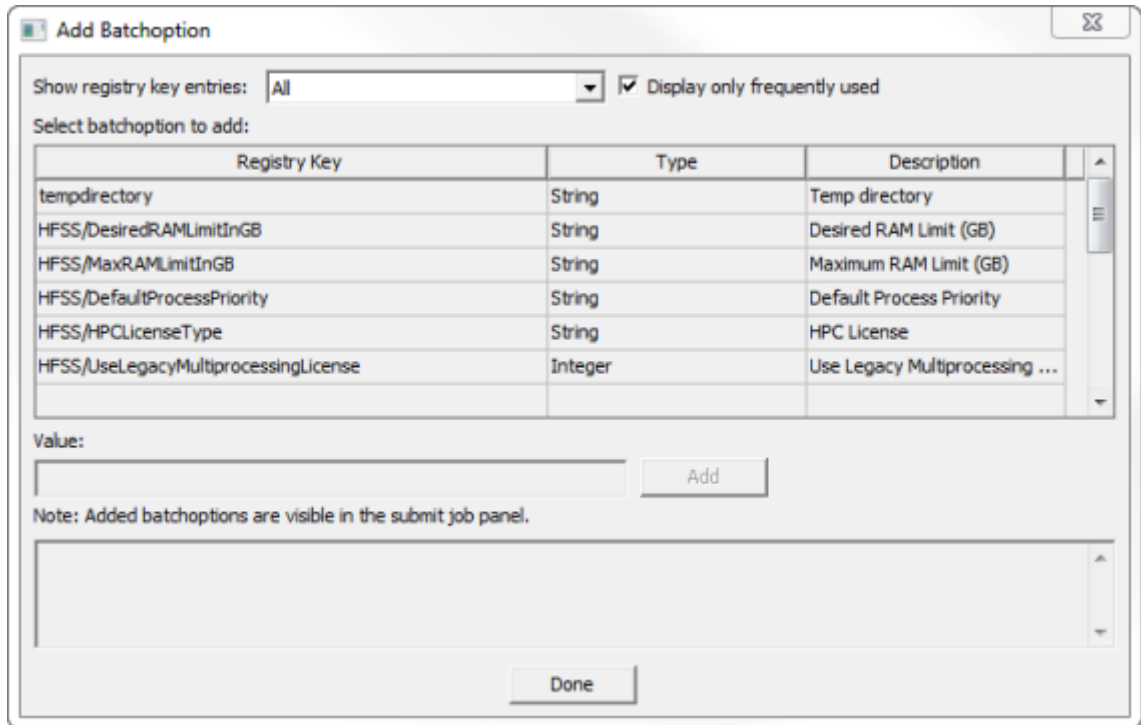 Add Batchoption
Show registry key entries: All Display only frequently used
Select batchoption to add:
Registry Key Type Description
tempdirectory String Temp directory
HFSS/DesiredRAMLimitInGB String Desired RAM Limit (GB)
HFSS/MaxRAMLimitInGB String Maximum RAM Limit (GB)
HFSS/DefaultProcessPriority String Default Process Priority
HFSS/HPCLicenseType String HPC License
HFSS/UseLegacyMultiprocessingLicense Integer Use Legacy Multiprocessing ...
Value:
Add
Note: Added batchoptions are visible in the submit job panel.
Done